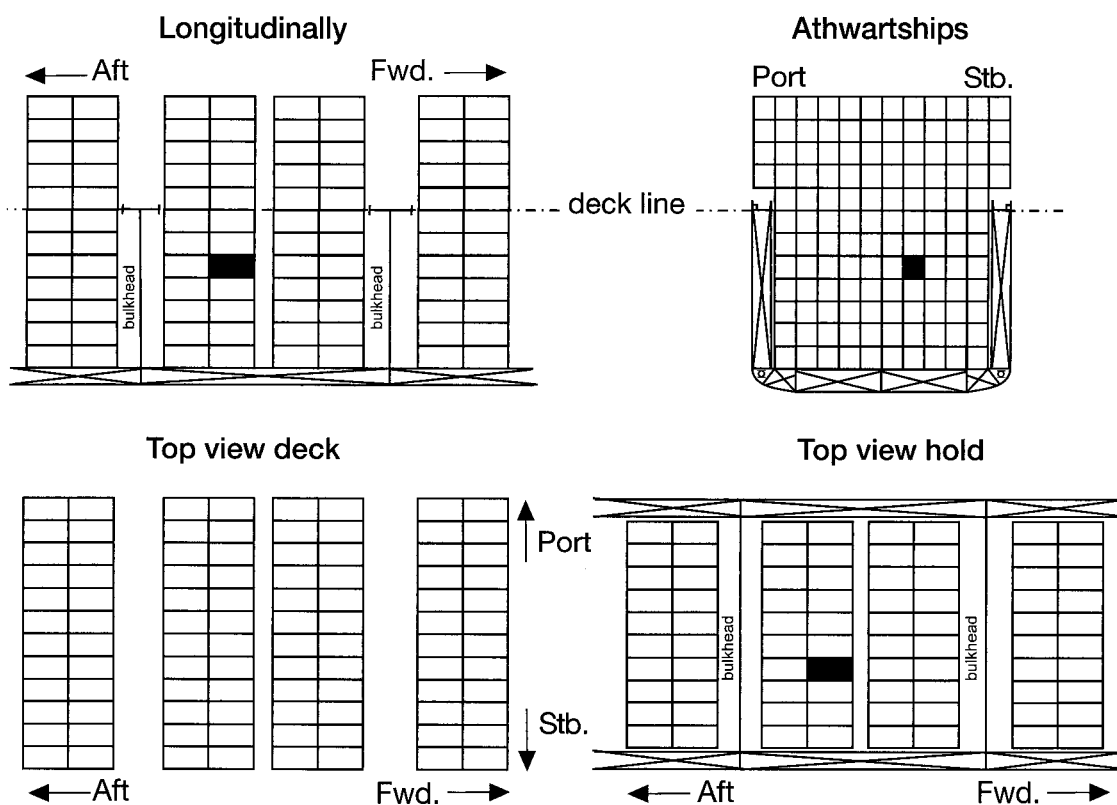 Longitudinally
Athwartships
Aft
Fwd.
Port
Stb.
deck line
bulkhead
bulkhead
Top view deck
Top view hold
Port
Stb.
bulkhead
bulkhead
Aft
Fwd.
Aft
Fwd.